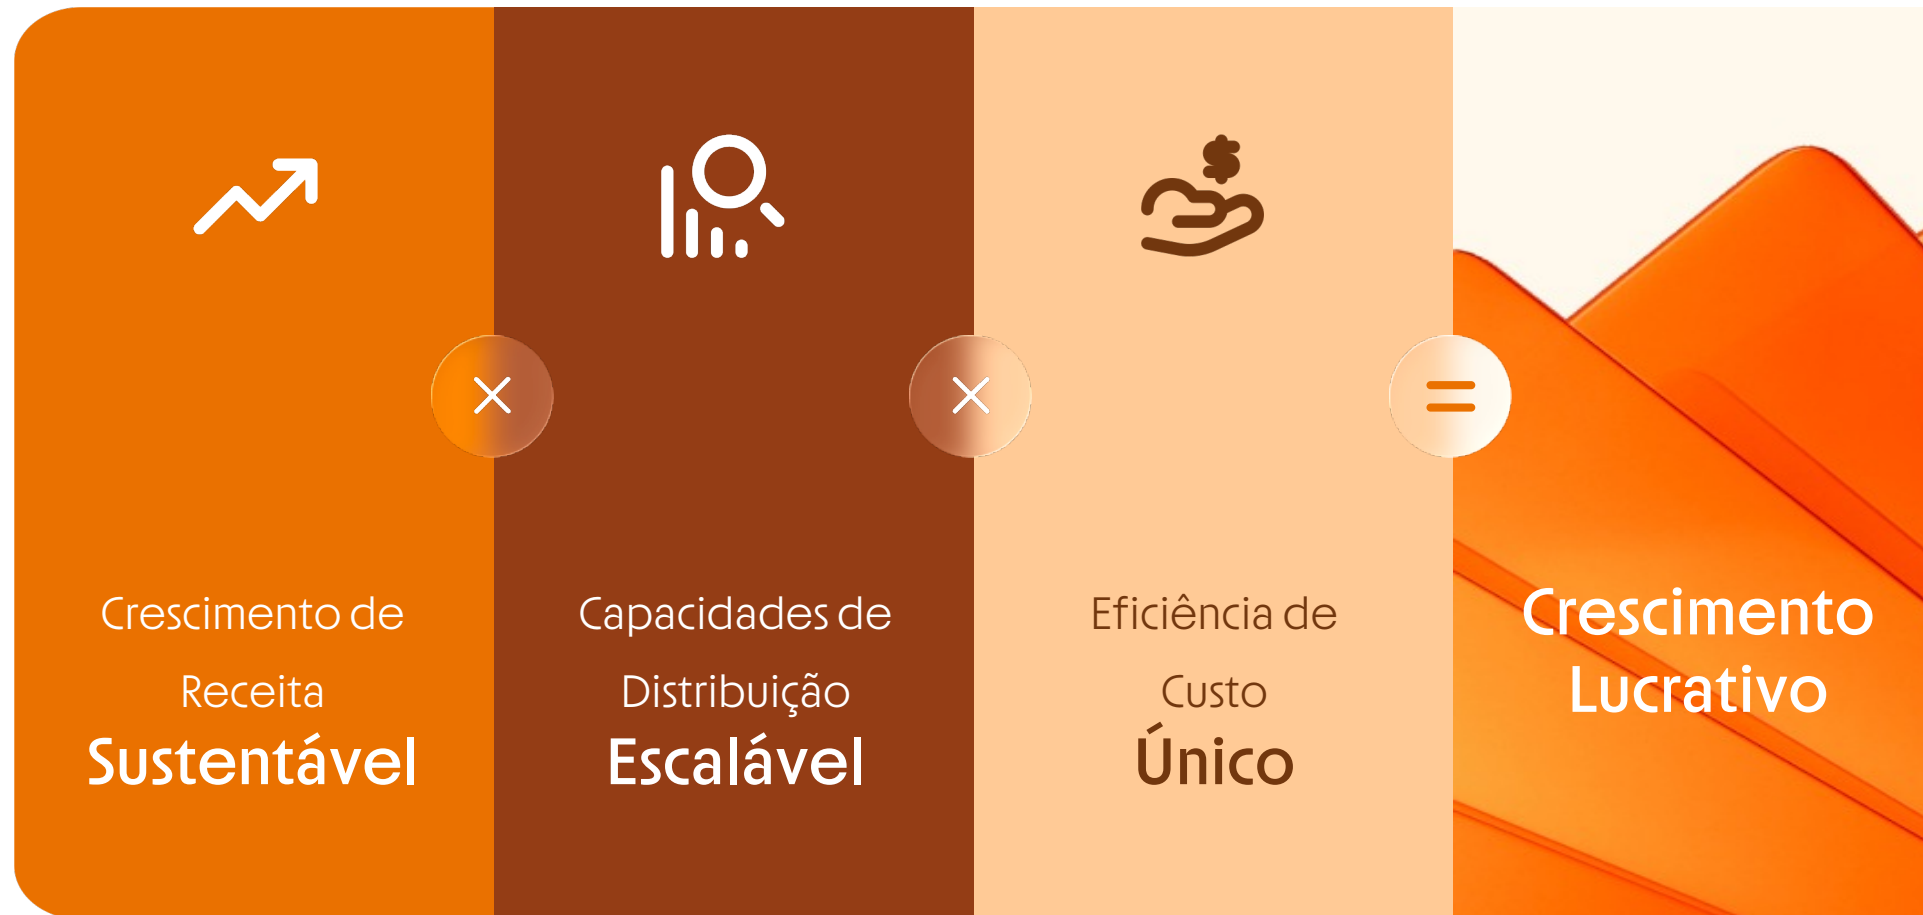 Crescimento de
Receita
Sustentável
×
Capacidades de
Distribuição
Escalável
×
Eficiência de
Custo
Único
=
Crescimento
Lucrativo